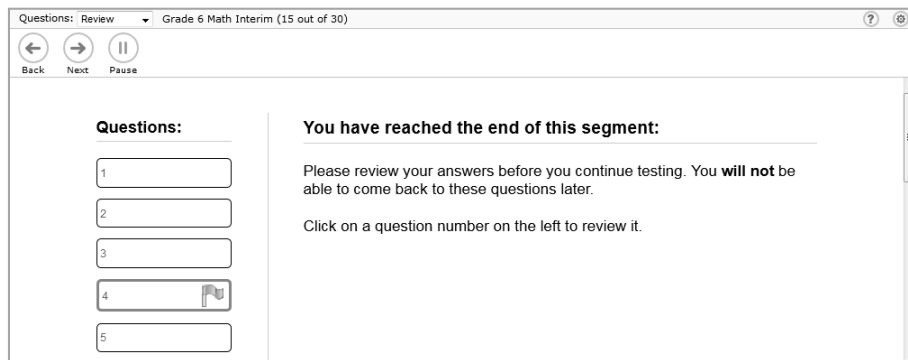 Questions: Review Grade 6 Math Interim (15 out of 30) ?
Back Next Pause
Questions:
1
2
3
4
5
You have reached the end of this segment:
Please review your answers before you continue testing. You will not be
able to come back to these questions later.
Click on a question number on the left to review it.